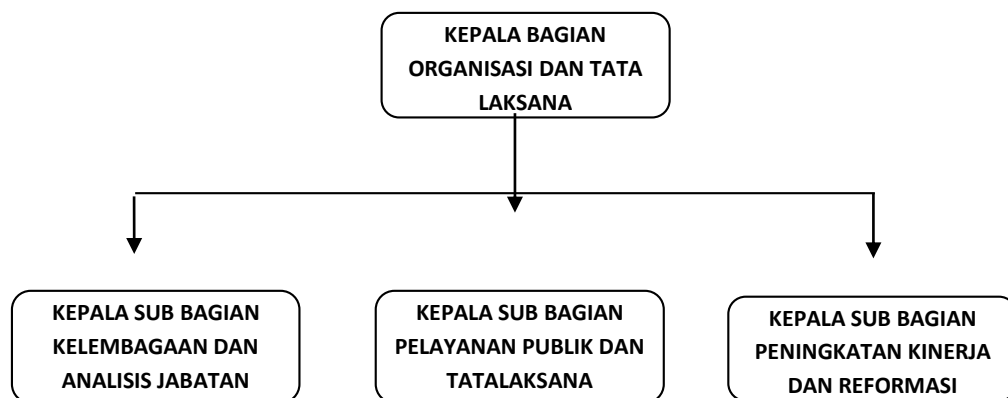 KEPALA BAGIAN
ORGANISASI DAN TATA
LAKSANA
KEPALA SUB BAGIAN
KELEMBAGAAN DAN
ANALISIS JABATAN
KEPALA SUB BAGIAN
PELAYANAN PUBLIK DAN
TATALAKSANA
KEPALA SUB BAGIAN
PENINGKATAN KINERJA
DAN REFORMASI